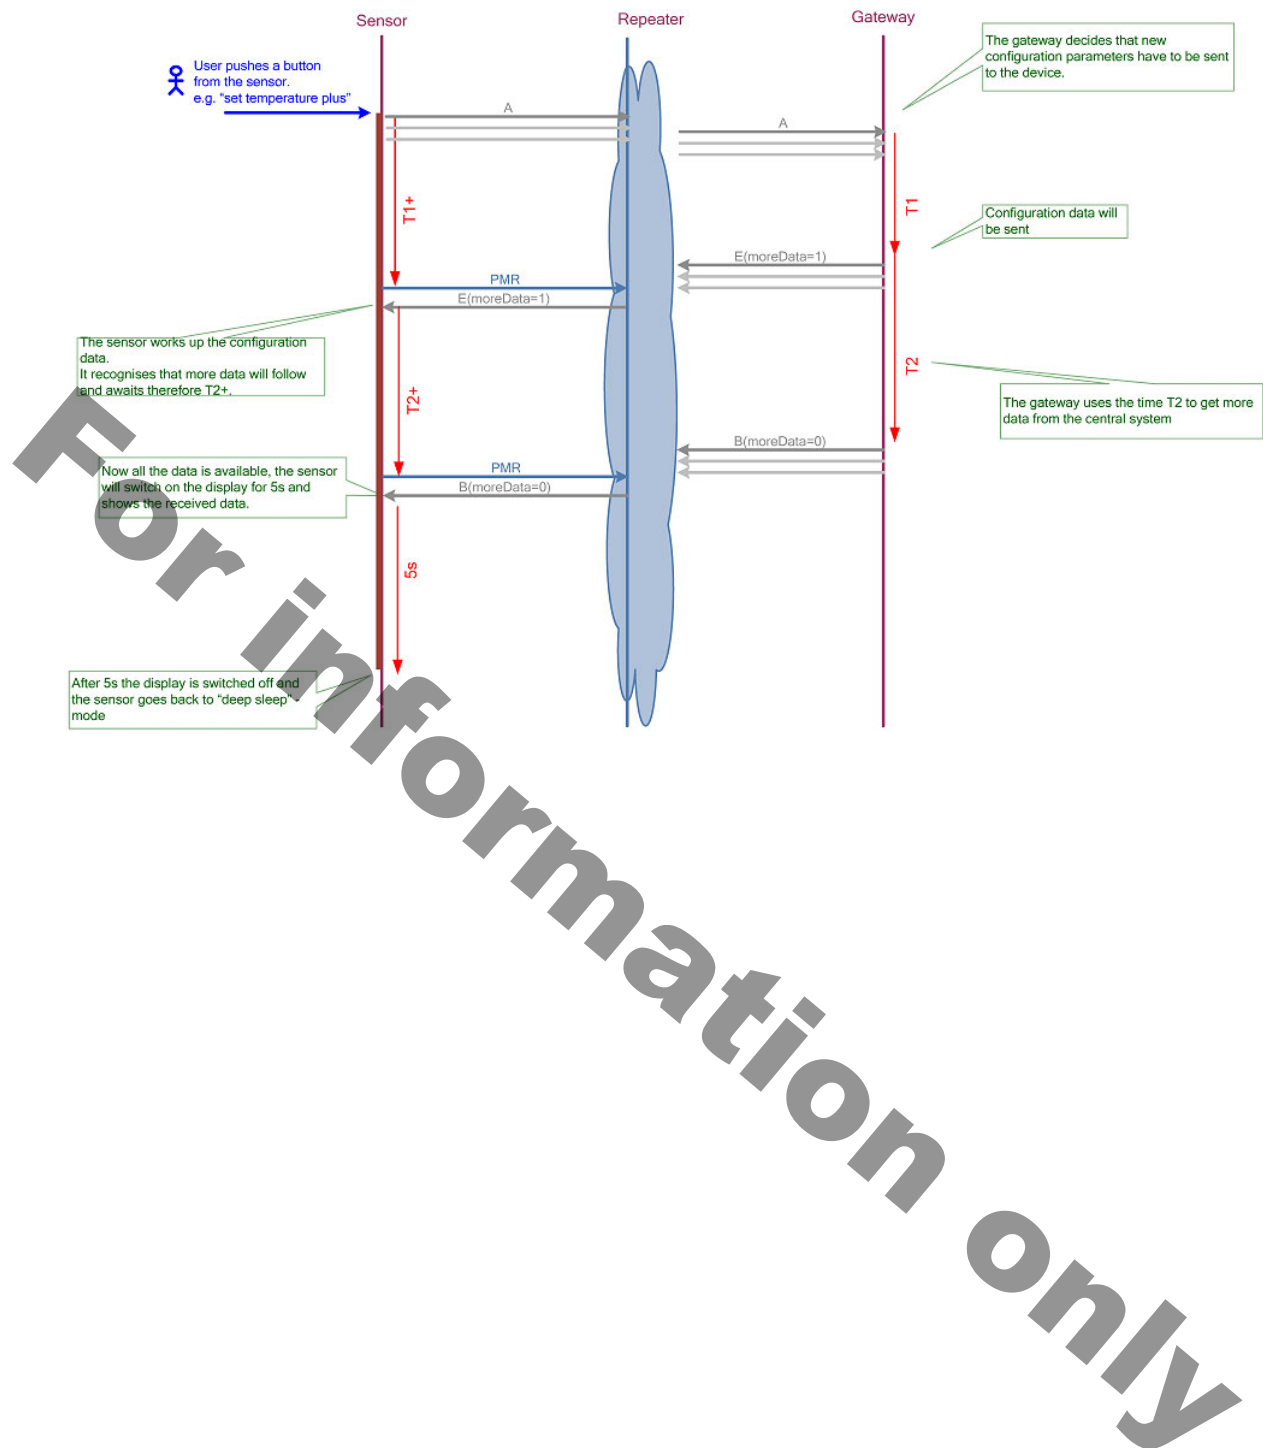 Sensor
Repeater
Gateway
The gateway decides that new
configuration parameters have to be sent
to the device.
User pushes a button
from the sensor.
e.g. “set temperature plus”
A
A
T1+
T1
Configuration data will
be sent
E(moreData=1)
PMR
E(moreData=1)
The sensor works up the configuration
data.
It recognises that more data will follow
and awaits therefore T2+.
T2+
T2
The gateway uses the time T2 to get more
data from the central system
B(moreData=0)
PMR
B(moreData=0)
Now all the data is available, the sensor
will switch on the display for 5s and
shows the received data.
5s
After 5s the display is switched off and
the sensor goes back to “deep sleep” -
mode
For information only